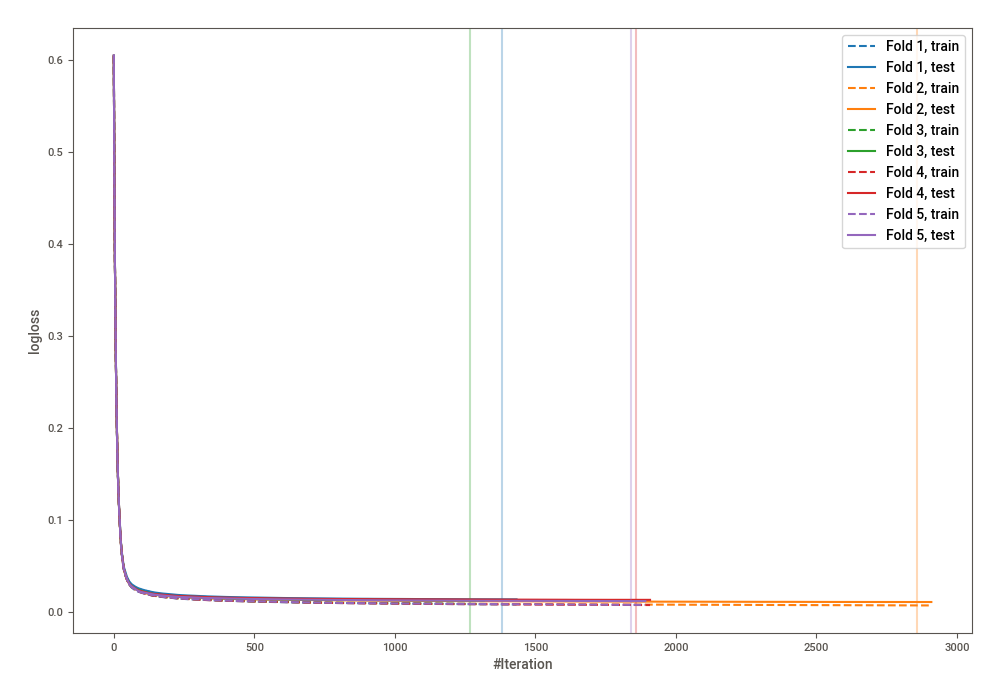 0.6
0.5
0.4
0.3
0.2
0.1
0.0
logloss
0
500
1000
1500
2000
2500
3000
#Iteration
Fold 1, train
Fold 1, test
Fold 2, train
Fold 2, test
Fold 3, train
Fold 3, test
Fold 4, train
Fold 4, test
Fold 5, train
Fold 5, test